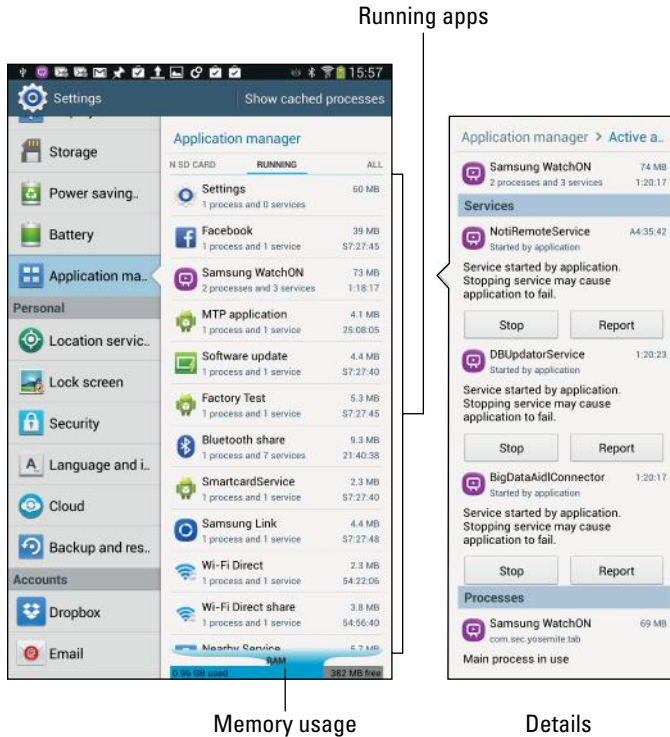 Running apps
15:57
Settings
Show cached processes
Storage
Power saving..
Battery
Application ma..
Personal
Location servic..
Lock screen
Security
Language and i..
Cloud
Backup and res..
Accounts
Dropbox
Email
Application manager
N SD CARD RUNNING ALL
Settings 60 MB
1 process and 0 services
Facebook 39 MB
1 process and 1 service 57:27:45
Samsung WatchON 73 MB
2 processes and 3 services 1:18:17
MTP application 4.1 MB
1 process and 1 service 25:08:05
Software update 4.4 MB
1 process and 1 service 57:27:40
Factory Test 5.3 MB
1 process and 1 service 57:27:45
Bluetooth share 9.3 MB
1 process and 7 services 21:40:38
SmartcardService 2.3 MB
1 process and 1 service 57:27:40
Samsung Link 4.4 MB
1 process and 1 service 57:27:48
Wi-Fi Direct 2.3 MB
1 process and 1 service 54:22:06
Wi-Fi Direct share 3.8 MB
1 process and 1 service 54:56:40
Nearby Service 5.7 MB
RAM
0.96 GB used 382 MB free
Application manager > Active a..
Samsung WatchON 74 MB
2 processes and 3 services 1:20:17
Services
NotiRemoteService A4:35:42
Started by application
Service started by application.
Stopping service may cause
application to fail.
Stop Report
DBUpdatorService 1:20:23
Started by application
Service started by application.
Stopping service may cause
application to fail.
Stop Report
BigDataAidlConnector 1:20:17
Started by application
Service started by application.
Stopping service may cause
application to fail.
Stop Report
Processes
Samsung WatchON 69 MB
com.sec.yosemite.tab
Main process in use
Memory usage
Details